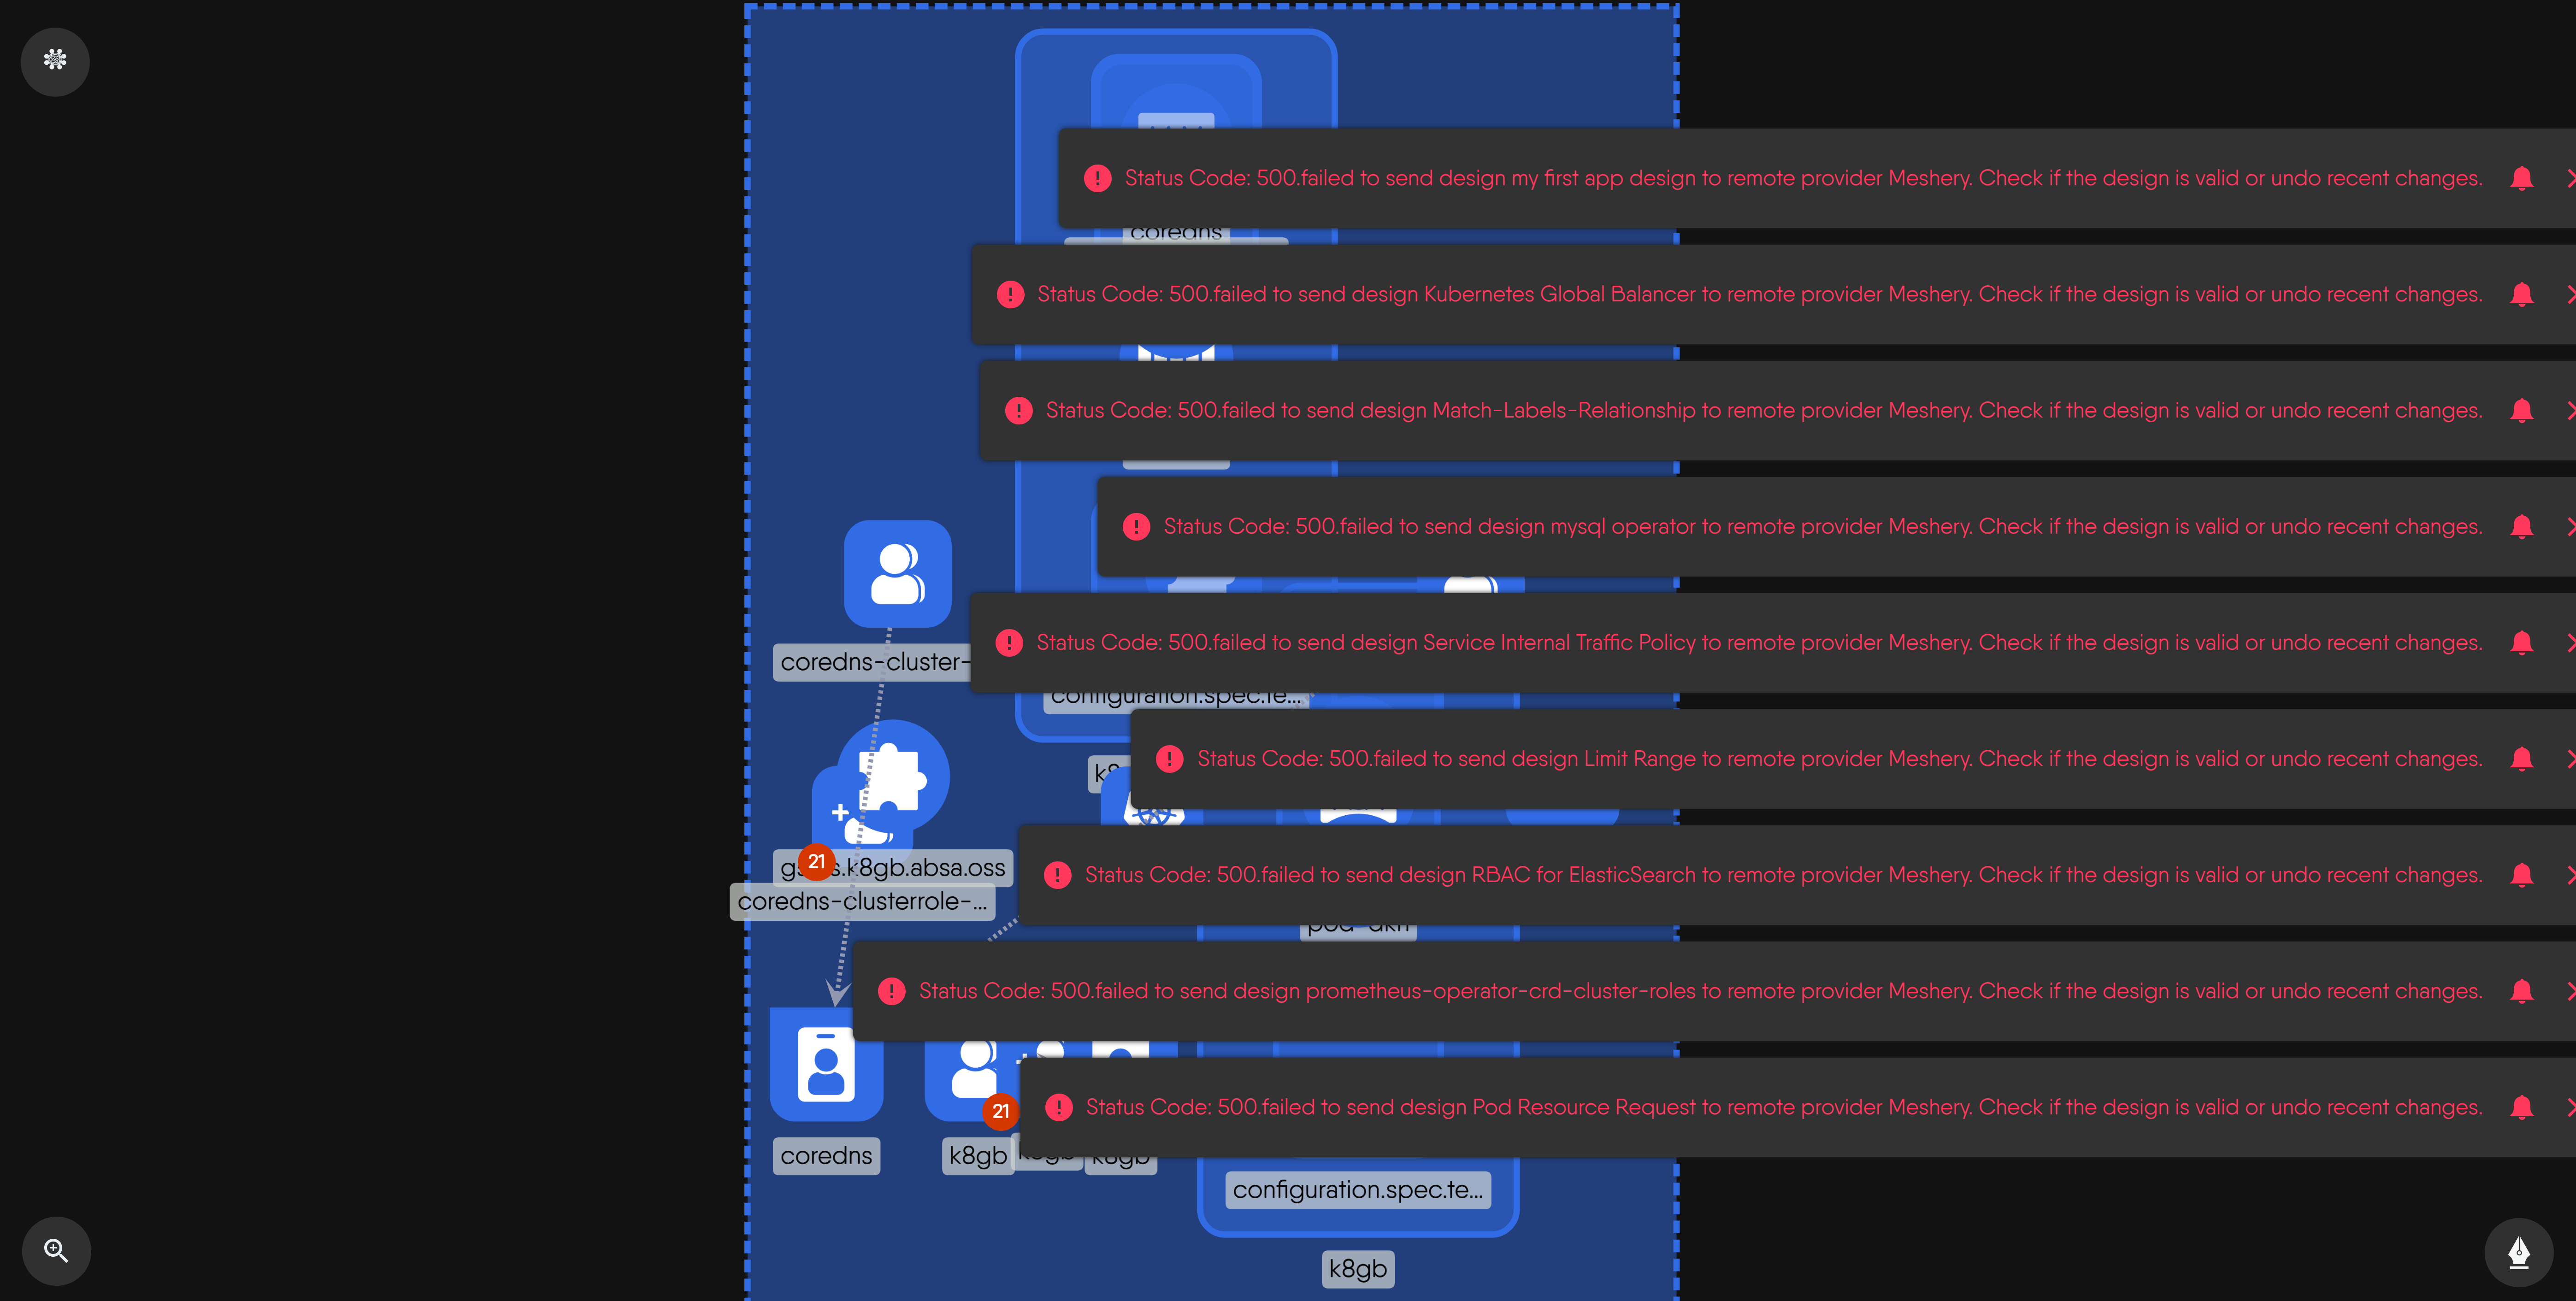 Status Code: 500.failed to send design my first app design to remote provider Meshery. Check if the design is valid or undo recent changes.
coredns
Status Code: 500.failed to send design Kubernetes Global Balancer to remote provider Meshery. Check if the design is valid or undo recent changes.
Status Code: 500.failed to send design Match-Labels-Relationship to remote provider Meshery. Check if the design is valid or undo recent changes.
Status Code: 500.failed to send design mysql operator to remote provider Meshery. Check if the design is valid or undo recent changes.
Status Code: 500.failed to send design Service Internal Traffic Policy to remote provider Meshery. Check if the design is valid or undo recent changes.
coredns-cluster-
configuration.spec.te...
Status Code: 500.failed to send design Limit Range to remote provider Meshery. Check if the design is valid or undo recent changes.
21
.k8gb.absa.oss
Status Code: 500.failed to send design RBAC for ElasticSearch to remote provider Meshery. Check if the design is valid or undo recent changes.
coredns-clusterrole-...
Status Code: 500.failed to send design prometheus-operator-crd-cluster-roles to remote provider Meshery. Check if the design is valid or undo recent changes.
21
Status Code: 500.failed to send design Pod Resource Request to remote provider Meshery. Check if the design is valid or undo recent changes.
coredns
k8gb
k8gb
k8gb
configuration.spec.te...
k8gb